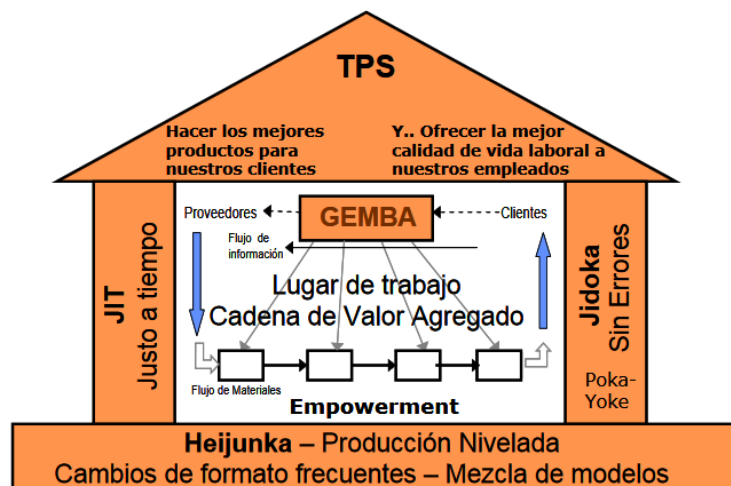 TPS
Hacer los mejores
productos para
nuestros clientes
Y.. Ofrecer la mejor
calidad de vida laboral a
nuestros empleados
JIT
Justo a tiempo
Proveedores
GEMBA
Clientes
Flujo de
información
Lugar de trabajo
Cadena de Valor Agregado
Flujo de Materiales
Empowerment
Jidoka
Sin Errores
Poka-
Yoke
Heijunka – Producción Nivelada
Cambios de formato frecuentes – Mezcla de modelos